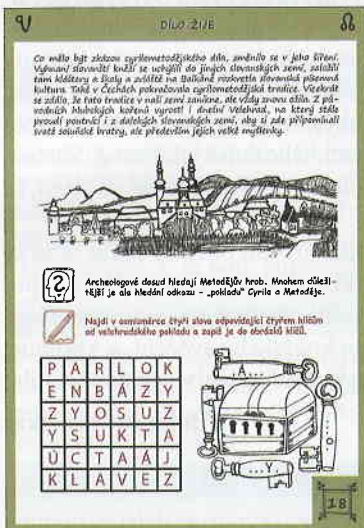 DÍLO ŽIJE
Co mělo být zkázou cyrilometodějského díla, změnilo se v jeho šíření.
Vyhnaní slovanští kněží se uchýlili do jiných slovanských zemí, založili
tam kláštery a školy a zvláště na Balkáně rozkvetla slovanská písemná
kultura. Také v Čechách pokračovala cyrilometodějská tradice. Vícekrát
se zdálo, že tato tradice v naší zemi zanikne, ale vždy znovu ožila. Z pů-
vodních hlubokých kořenů vyrostl i dnešní Velehrad, na který stále
proudí poutníci i z dalekých slovanských zemí, aby si zde připomínali
svaté soluňské bratry, ale především jejich velké myšlenky.
?
Archeologové dosud hledají Metodějův hrob. Mnohem důleži-
tější je ale hledání odkazu – „pokladu“ Cyrila a Metoděje.
Najdi v osmisměrce čtyři slova odpovídající čtyřem klíčům
od velehradského pokladu a zapiš je do obrázků klíčů.
P A R L O K
E N B Á Z Y
Z Y O S U Z
Y S U K T A
Ú C T A Á J
K L A V E Z
A...
...Y.
18